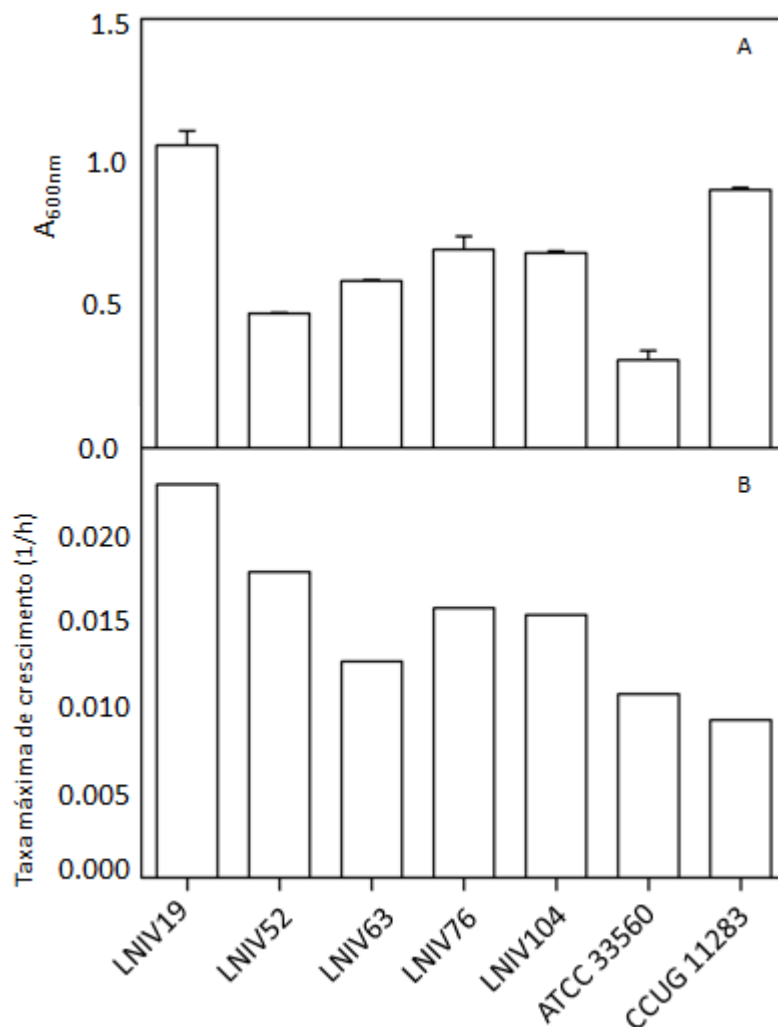 A
1.5
1.0
0.5
0.0
A600nm
B
0.020
0.015
0.010
0.005
0.000
Taxa máxima de crescimento (1/h)
LNIV19
LNIV52
LNIV63
LNIV76
LNIV104
ATCC 33560
CCUG 11283